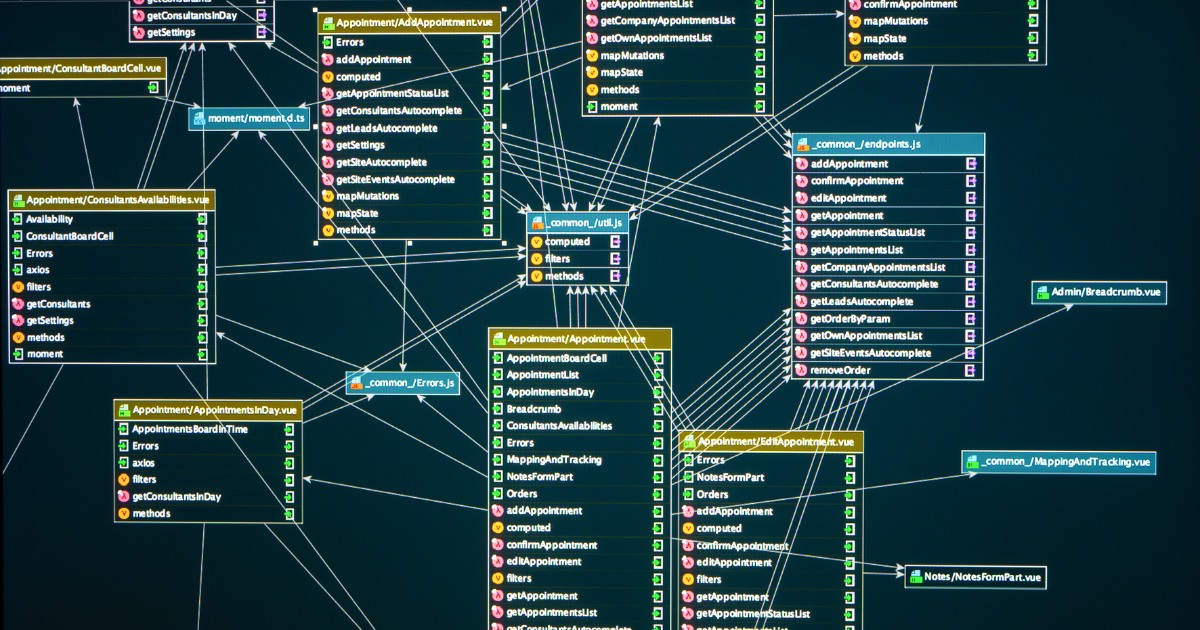 getConsultantsInDay
getSettings
Appointment/ConsultantBoardCell.vue
moment
moment/moment.d.ts
Appointment/AddAppointment.vue
Errors
addAppointment
computed
getAppointmentStatusList
getConsultantsAutocomplete
getLeadsAutocomplete
getSettings
getSiteAutocomplete
getSiteEventsAutocomplete
mapMutations
mapState
methods
getAppointmentsList
getCompanyAppointmentsList
getOwnAppointmentsList
mapMutations
mapState
methods
moment
confirmAppointment
mapMutations
mapState
methods
_common_/endpoints.js
addAppointment
confirmAppointment
editAppointment
getAppointment
getAppointmentStatusList
getAppointmentsList
getCompanyAppointmentsList
getConsultantsAutocomplete
getLeadsAutocomplete
getOrderByParam
getOwnAppointmentsList
getSiteEventsAutocomplete
removeOrder
Appointment/ConsultantsAvailabilities.vue
Availability
ConsultantBoardCell
Errors
axios
filters
getConsultants
getSettings
methods
moment
_common_/util.js
computed
filters
methods
Admin/Breadcrumb.vue
_common_/Errors.js
Appointment/AppointmentsInDay.vue
AppointmentsBoardInTime
Errors
axios
filters
getConsultantsInDay
methods
Appointment/Appointment.vue
AppointmentBoardCell
AppointmentList
AppointmentsInDay
Breadcrumb
ConsultantsAvailabilities
Errors
MappingAndTracking
NotesFormPart
Orders
addAppointment
computed
confirmAppointment
editAppointment
filters
getAppointment
getAppointmentsList
getConsultantsAutocomplete
Appointment/EditAppointment.vue
Errors
NotesFormPart
Orders
addAppointment
computed
confirmAppointment
editAppointment
filters
getAppointment
getAppointmentStatusList
_common_/MappingAndTracking.vue
Notes/NotesFormPart.vue